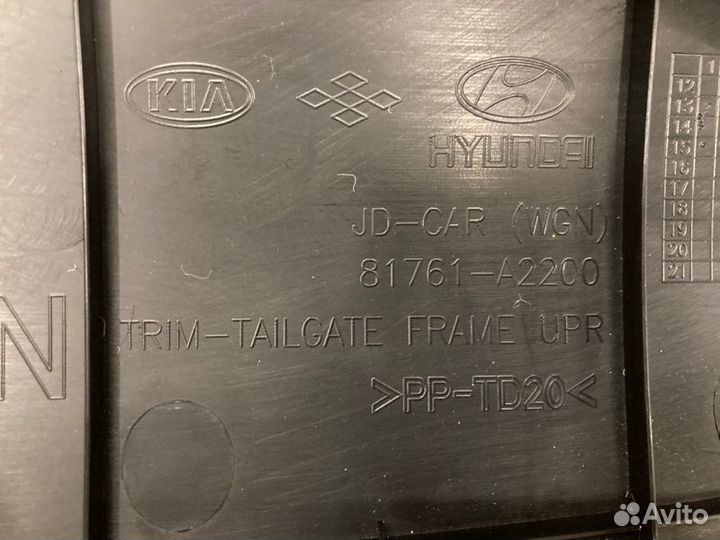 KIA
HYUNDAI
JD-CAR (WGN)
81761-A2200
TRIM-TAILGATE FRAME UPR
>PP-TD20<
N
1
12
13
14
15
16
17
18
19
20
21
Avito